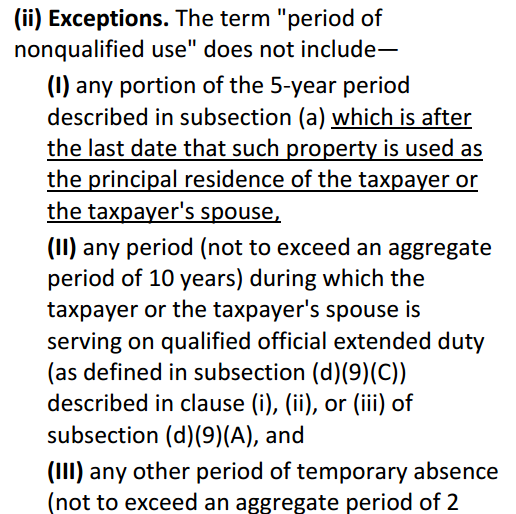 (ii) Exceptions. The term "period of
nonqualified use" does not include—
(I) any portion of the 5-year period
described in subsection (a) which is after
the last date that such property is used as
the principal residence of the taxpayer or
the taxpayer's spouse,
(II) any period (not to exceed an aggregate
period of 10 years) during which the
taxpayer or the taxpayer's spouse is
serving on qualified official extended duty
(as defined in subsection (d)(9)(C))
described in clause (i), (ii), or (iii) of
subsection (d)(9)(A), and
(III) any other period of temporary absence
(not to exceed an aggregate period of 2